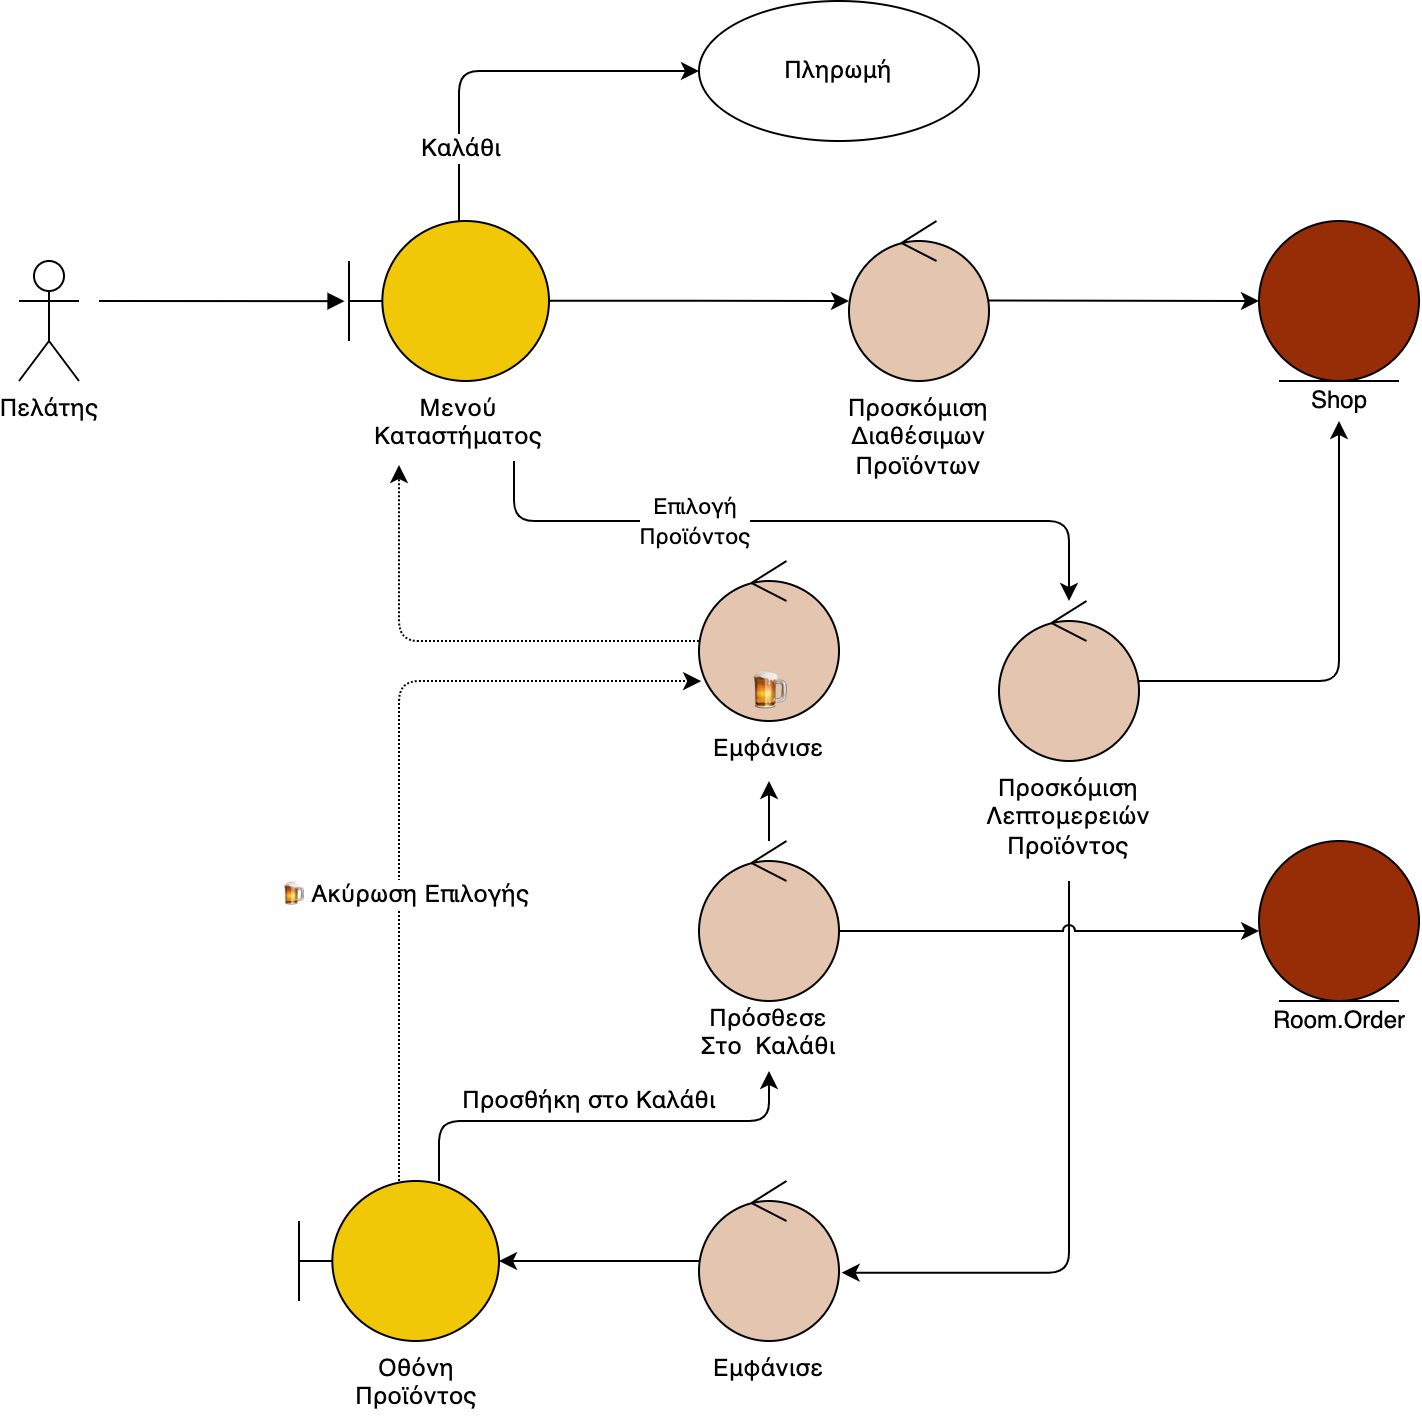 Πληρωμή
Καλάθι
Πελάτης
Μενού
Καταστήματος
Προσκόμιση
Διαθέσιμων
Προϊόντων
Shop
Επιλογή
Προϊόντος
Εμφάνισε
Προσκόμιση
Λεπτομερειών
Προϊόντος
🍺 Ακύρωση Επιλογής
Πρόσθεσε
Στο Καλάθι
Room.Order
Προσθήκη στο Καλάθι
Οθόνη
Προϊόντος
Εμφάνισε